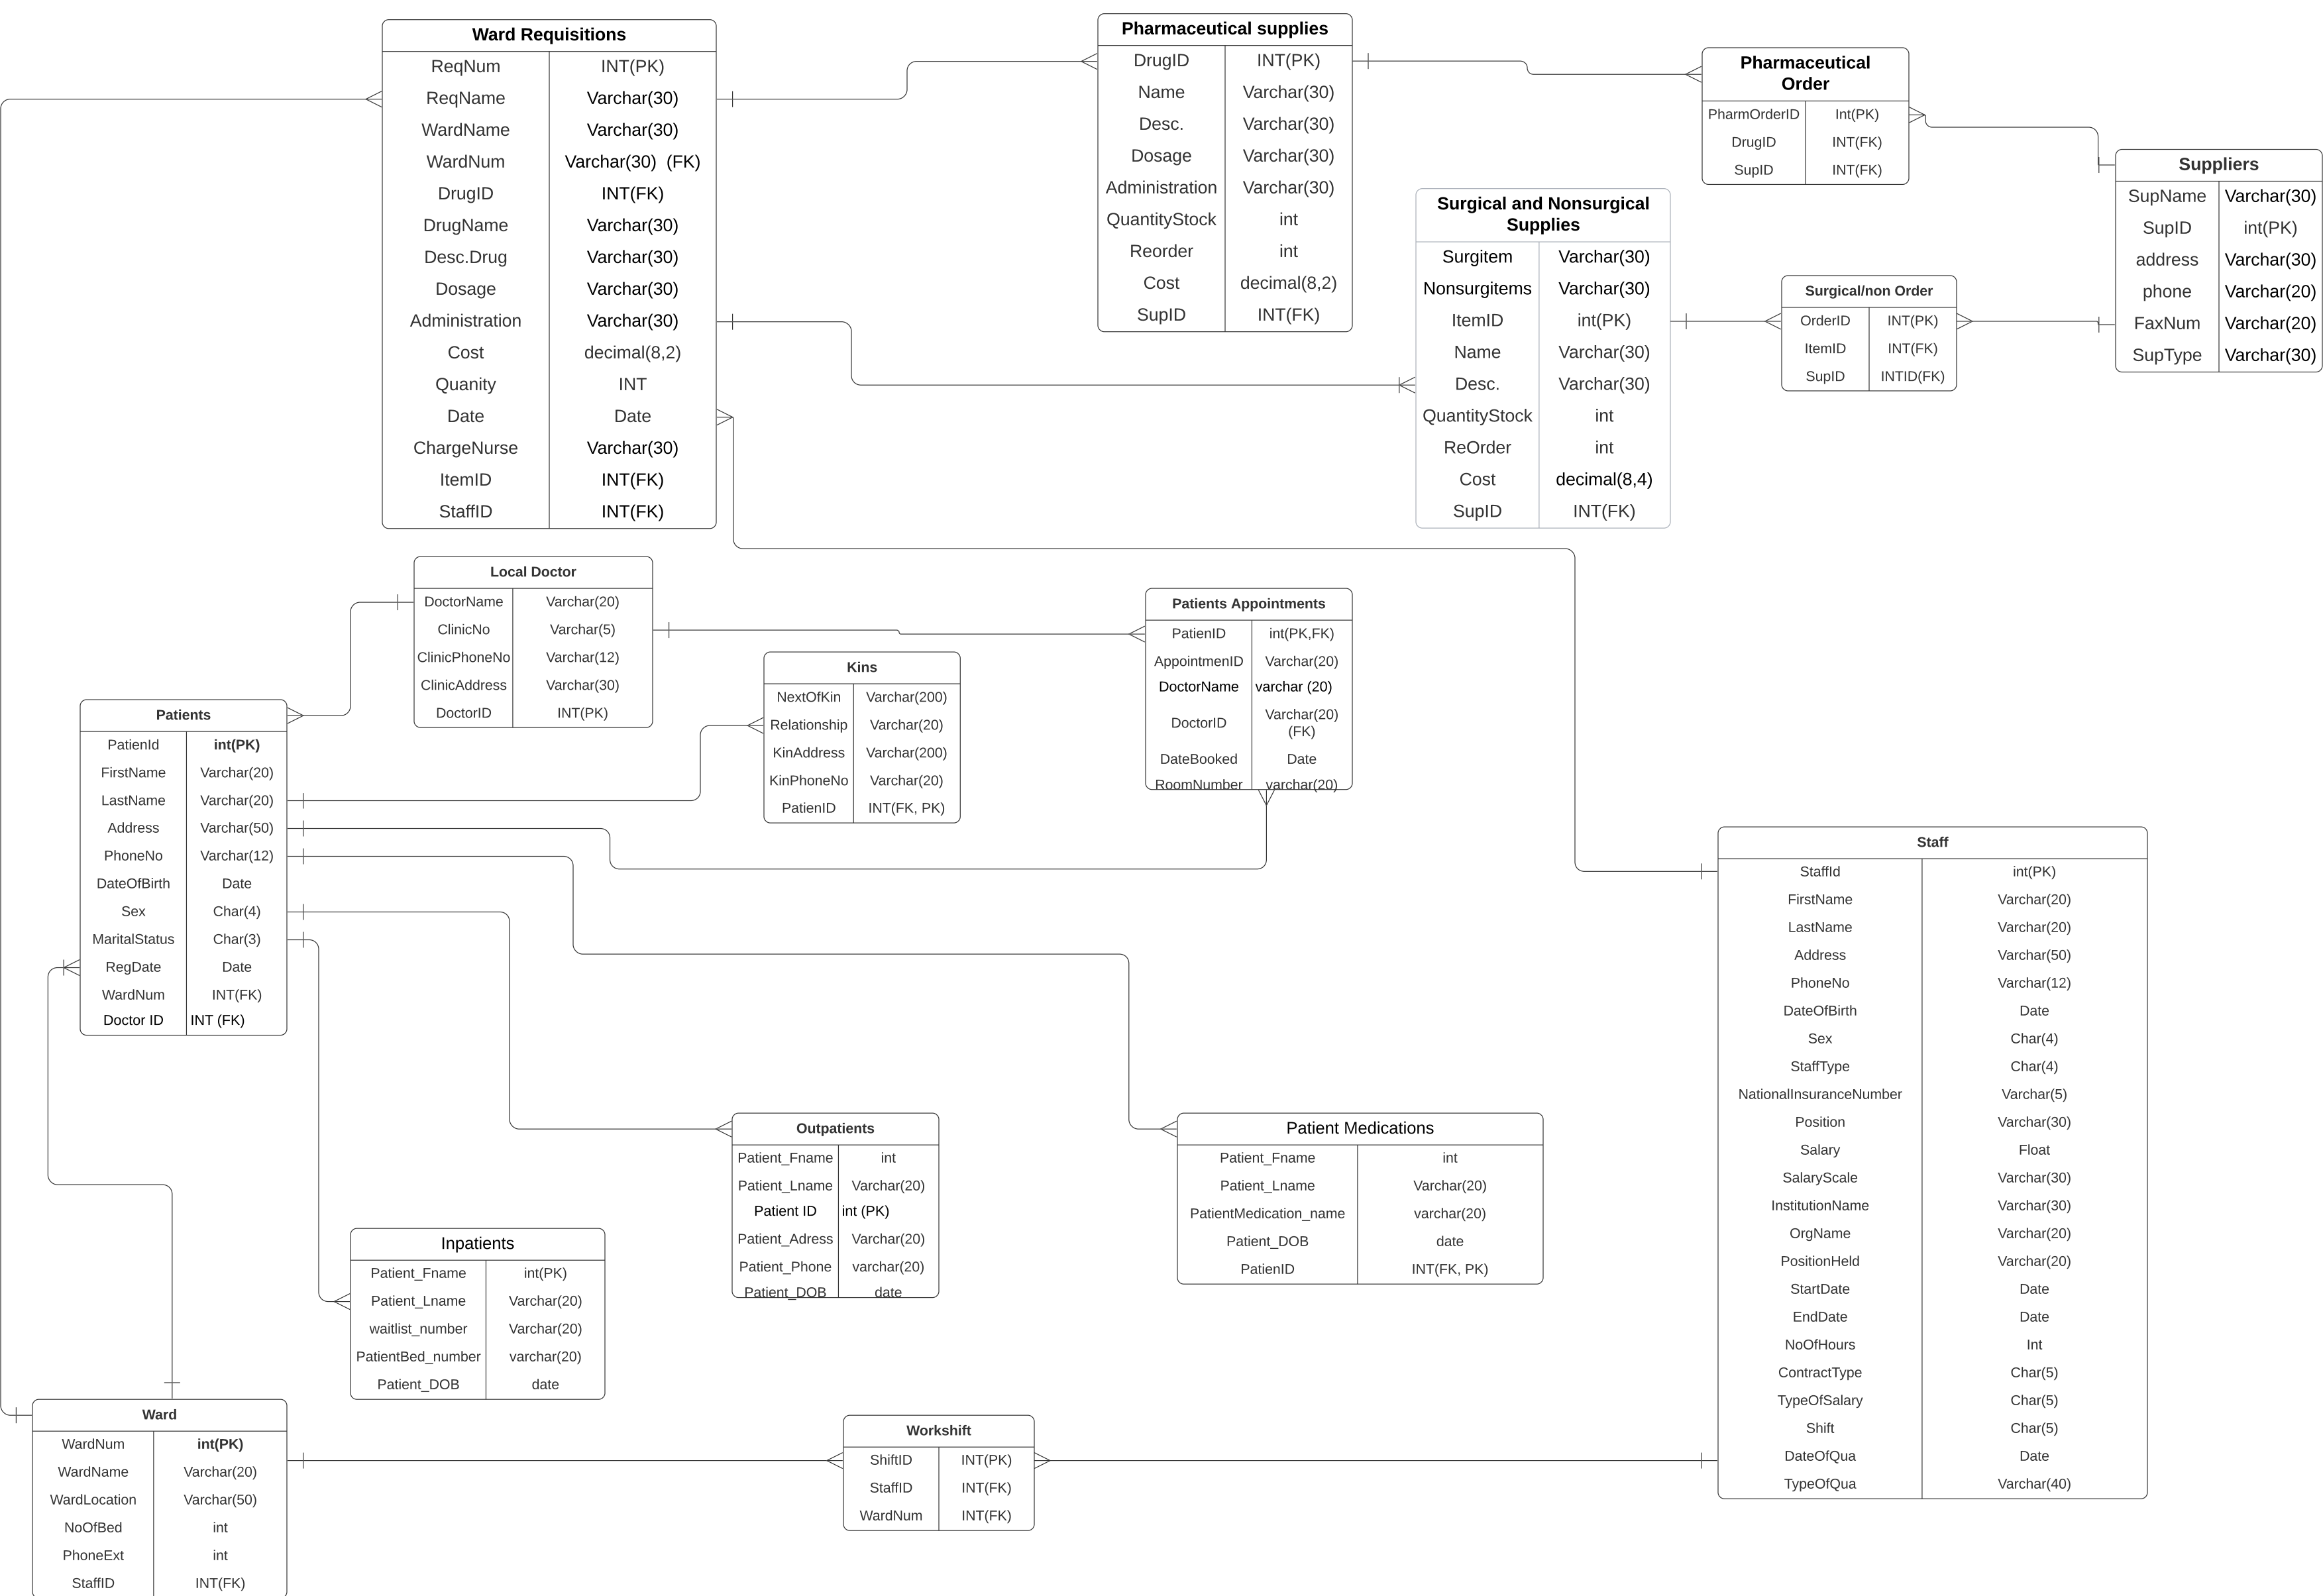 Ward Requisitions
ReqNum INT(PK)
ReqName Varchar(30)
WardName Varchar(30)
WardNum Varchar(30) (FK)
DrugID INT(FK)
DrugName Varchar(30)
Desc.Drug Varchar(30)
Dosage Varchar(30)
Administration Varchar(30)
Cost decimal(8,2)
Quanity INT
Date Date
ChargeNurse Varchar(30)
ItemID INT(FK)
StaffID INT(FK)
Pharmaceutical supplies
DrugID INT(PK)
Name Varchar(30)
Desc. Varchar(30)
Dosage Varchar(30)
Administration Varchar(30)
QuantityStock int
Reorder int
Cost decimal(8,2)
SupID INT(FK)
Pharmaceutical
Order
PharmOrderID Int(PK)
DrugID INT(FK)
SupID INT(FK)
Suppliers
SupName Varchar(30)
SupID int(PK)
address Varchar(30)
phone Varchar(20)
FaxNum Varchar(20)
SupType Varchar(30)
Surgical and Nonsurgical
Supplies
Surgitem Varchar(30)
Nonsurgitems Varchar(30)
ItemID int(PK)
Name Varchar(30)
Desc. Varchar(30)
QuantityStock int
ReOrder int
Cost decimal(8,4)
SupID INT(FK)
Surgical/non Order
OrderID INT(PK)
ItemID INT(FK)
SupID INTID(FK)
Local Doctor
DoctorName Varchar(20)
ClinicNo Varchar(5)
ClinicPhoneNo Varchar(12)
ClinicAddress Varchar(30)
DoctorID INT(PK)
Patients Appointments
PatienID int(PK,FK)
AppointmenID Varchar(20)
DoctorName varchar (20)
DoctorID Varchar(20)
(FK)
DateBooked Date
RoomNumber varchar(20)
Kins
NextOfKin Varchar(200)
Relationship Varchar(20)
KinAddress Varchar(200)
KinPhoneNo Varchar(20)
PatienID INT(FK, PK)
Patients
PatienId int(PK)
FirstName Varchar(20)
LastName Varchar(20)
Address Varchar(50)
PhoneNo Varchar(12)
DateOfBirth Date
Sex Char(4)
MaritalStatus Char(3)
RegDate Date
WardNum INT(FK)
Doctor ID INT (FK)
Staff
StaffId int(PK)
FirstName Varchar(20)
LastName Varchar(20)
Address Varchar(50)
PhoneNo Varchar(12)
DateOfBirth Date
Sex Char(4)
StaffType Char(4)
NationalInsuranceNumber Varchar(5)
Position Varchar(30)
Salary Float
SalaryScale Varchar(30)
InstitutionName Varchar(30)
OrgName Varchar(20)
PositionHeld Varchar(20)
StartDate Date
EndDate Date
NoOfHours Int
ContractType Char(5)
TypeOfSalary Char(5)
Shift Char(5)
DateOfQua Date
TypeOfQua Varchar(40)
Outpatients
Patient_Fname int
Patient_Lname Varchar(20)
Patient ID int (PK)
Patient_Adress Varchar(20)
Patient_Phone varchar(20)
Patient_DOB date
Patient Medications
Patient_Fname int
Patient_Lname Varchar(20)
PatientMedication_name varchar(20)
Patient_DOB date
PatienID INT(FK, PK)
Inpatients
Patient_Fname int(PK)
Patient_Lname Varchar(20)
waitlist_number Varchar(20)
PatientBed_number varchar(20)
Patient_DOB date
Ward
WardNum int(PK)
WardName Varchar(20)
WardLocation Varchar(50)
NoOfBed int
PhoneExt int
StaffID INT(FK)
Workshift
ShiftID INT(PK)
StaffID INT(FK)
WardNum INT(FK)